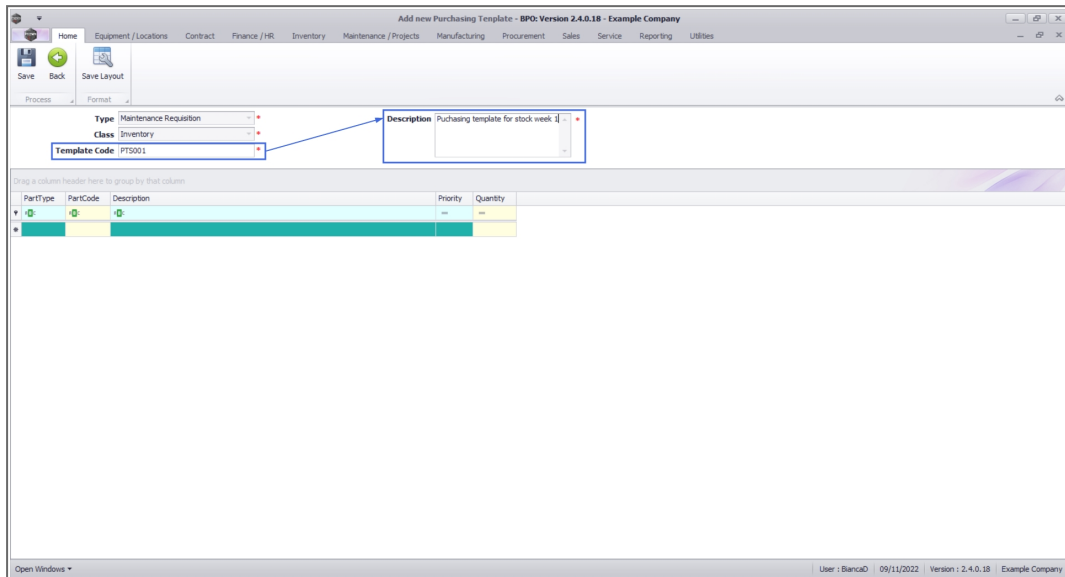 Add new Purchasing Tenplate - BPO: Version 2.4.0.18 - Example Company
Home Equipment / Locations Contract Finance / HR Inventory Maintenance / Projects Manufacturing Procurement Sales Service Reporting Utilities
Save Back Save Layout
Process Format
Type Maintenance Requisition *
Class Inventory *
Template Code PTS001 *
Description Puchasing template for stock week 1 *
Drag a column header here to group by that column
PartType PartCode Description Priority Quantity
Open Windows User : BiancaD 09/11/2022 Version : 2.4.0.18 Example Company